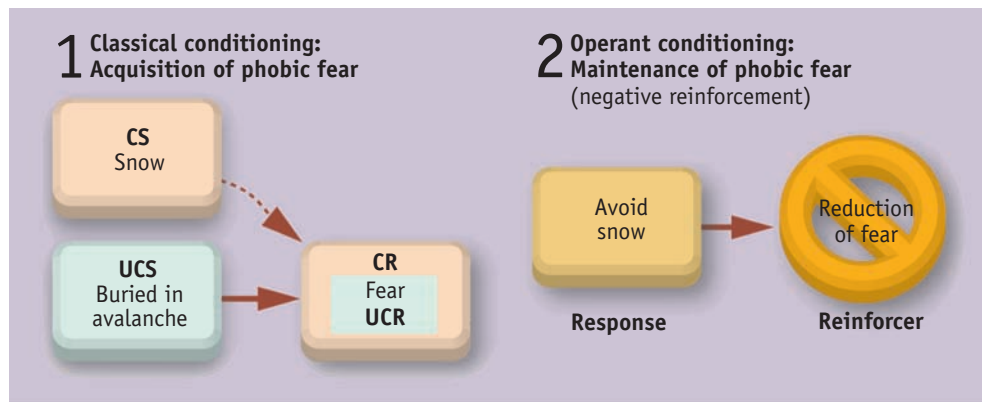 1 Classical conditioning:
Acquisition of phobic fear
CS
Snow
UCS
Buried in
avalanche
CR
Fear
UCR
2 Operant conditioning:
Maintenance of phobic fear
(negative reinforcement)
Avoid
snow
Response
Reduction
of fear
Reinforcer